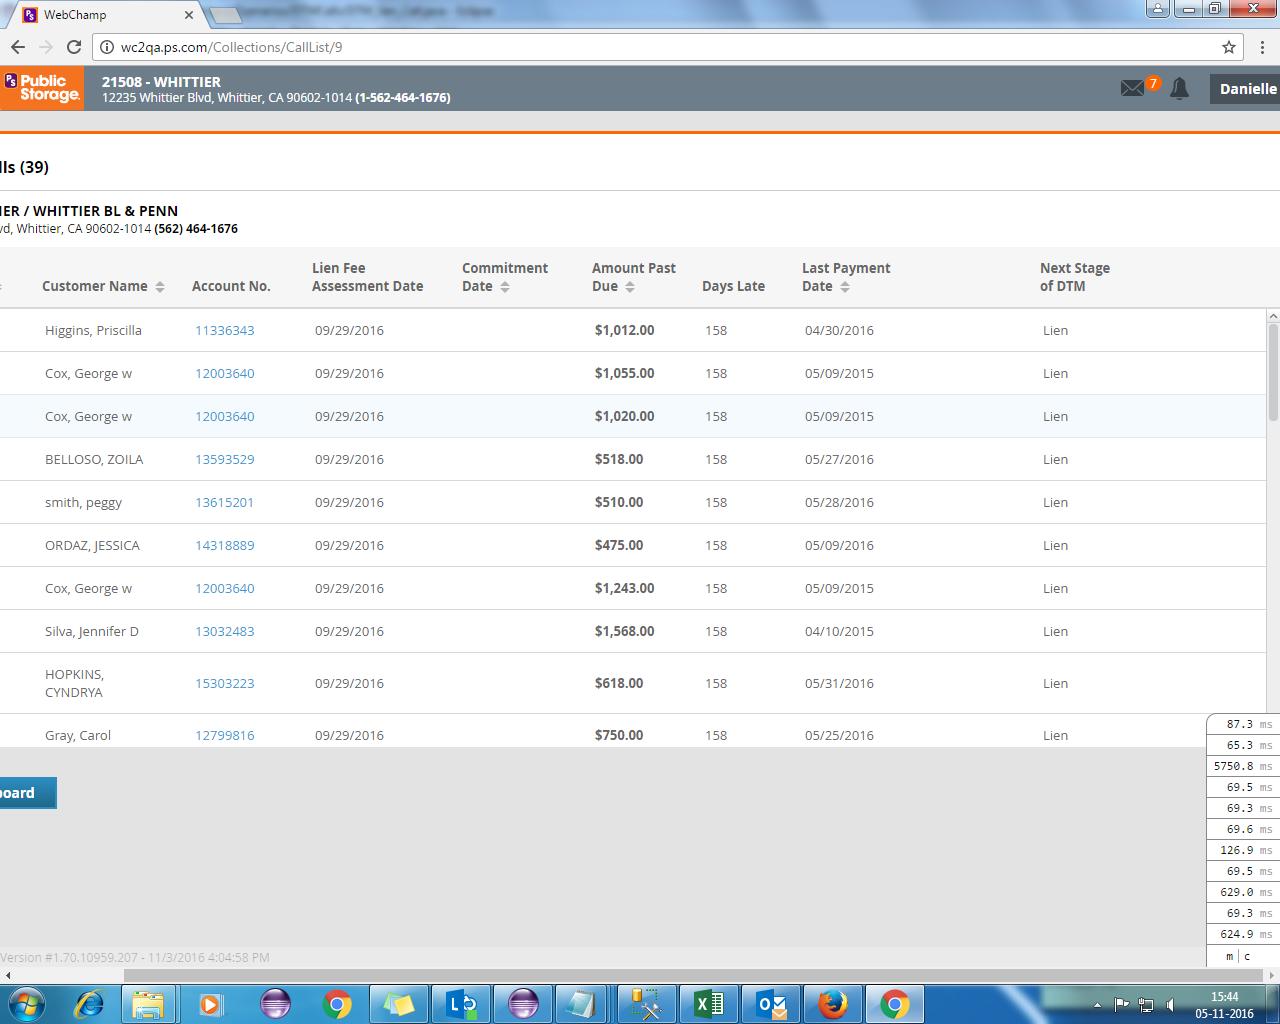 WebChamp
wc2qa.ps.com/Collections/CallList/9
PS Public Storage.
21508 - WHITTIER
12235 Whittier Blvd, Whittier, CA 90602-1014 (1-562-464-1676)
7
Danielle
lls (39)
IER / WHITTIER BL & PENN
vd, Whittier, CA 90602-1014 (562) 464-1676
Customer Name Account No. Lien Fee Assessment Date Commitment Date Amount Past Due Days Late Last Payment Date Next Stage of DTM
Higgins, Priscilla 11336343 09/29/2016 $1,012.00 158 04/30/2016 Lien
Cox, George w 12003640 09/29/2016 $1,055.00 158 05/09/2015 Lien
Cox, George w 12003640 09/29/2016 $1,020.00 158 05/09/2015 Lien
BELLOSO, ZOILA 13593529 09/29/2016 $518.00 158 05/27/2016 Lien
smith, peggy 13615201 09/29/2016 $510.00 158 05/28/2016 Lien
ORDAZ, JESSICA 14318889 09/29/2016 $475.00 158 05/09/2016 Lien
Cox, George w 12003640 09/29/2016 $1,243.00 158 05/09/2015 Lien
Silva, Jennifer D 13032483 09/29/2016 $1,568.00 158 04/10/2015 Lien
HOPKINS, CYNDRYA 15303223 09/29/2016 $618.00 158 05/31/2016 Lien
Gray, Carol 12799816 09/29/2016 $750.00 158 05/25/2016 Lien
87.3 ms
65.3 ms
5750.8 ms
69.5 ms
69.3 ms
69.6 ms
126.9 ms
69.5 ms
629.0 ms
69.3 ms
624.9 ms
m | c
oard
Version #1.70.10959.207 - 11/3/2016 4:04:58 PM
15:44
05-11-2016